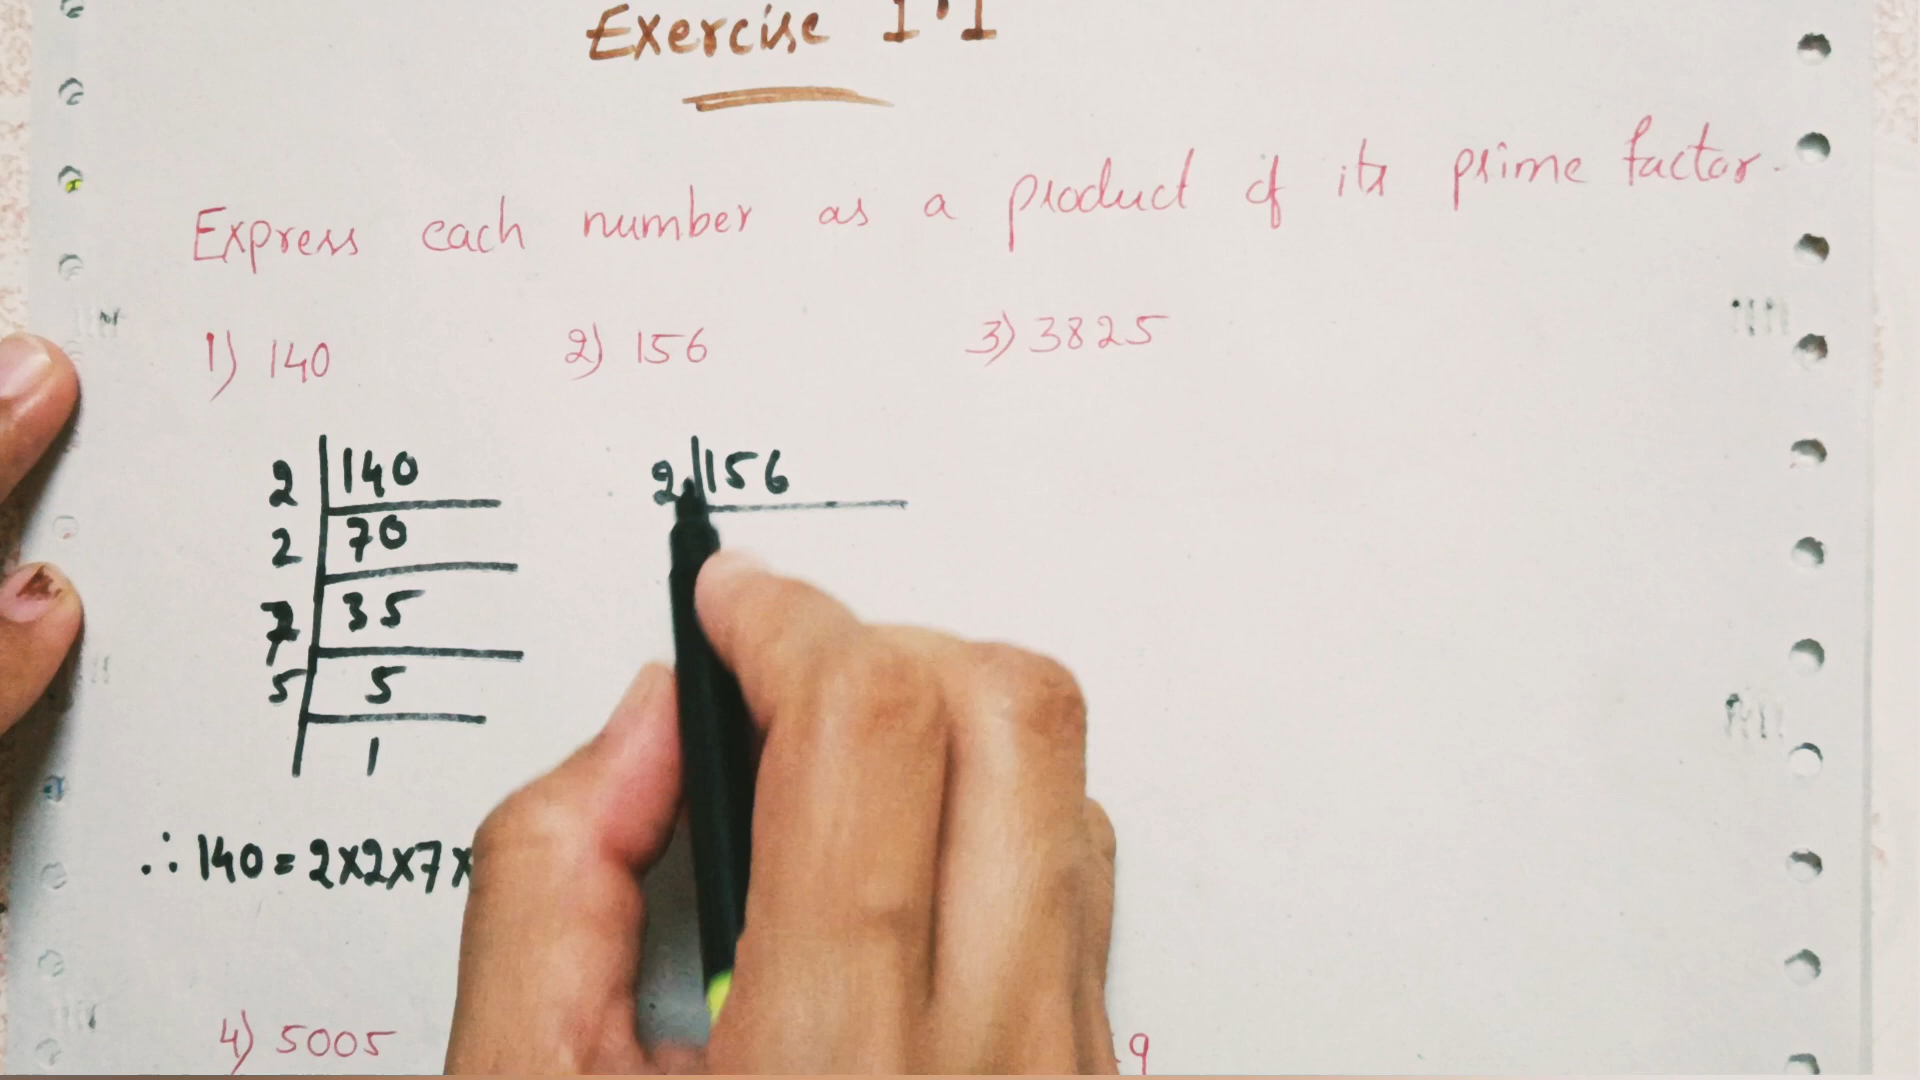 Exercise 1.1
Express each number as a product of its prime factor.
1) 140 2) 156 3) 3825
2 140
2 70
7 35
5 5
1
2 156
∴ 140 = 2×2×7×
4) 5005
9